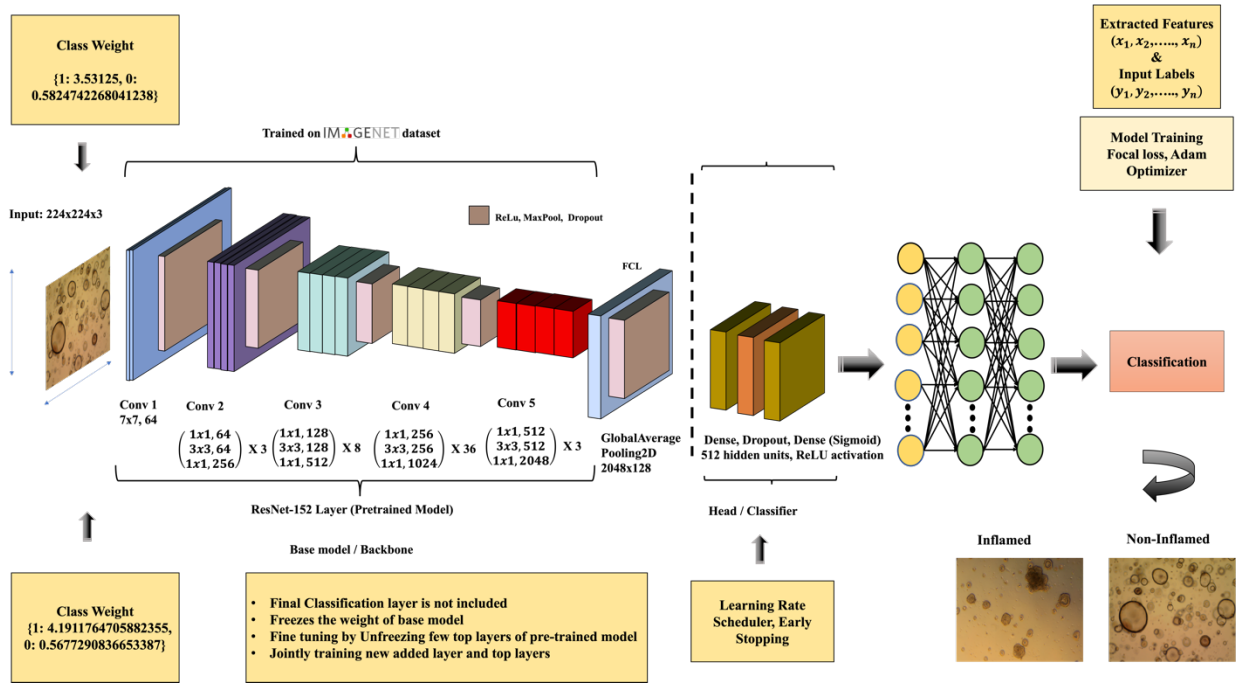 Class Weight
{1: 3.53125, 0:
0.5824742268041238}
Extracted Features
(x₁, x₂,....., xₙ)
&
Input Labels
(y₁, y₂,....., yₙ)
Model Training
Focal loss, Adam
Optimizer
Trained on IMAGENET dataset
Input: 224x224x3
ReLu, MaxPool, Dropout
FCL
Classification
Conv 1
7x7, 64
Conv 2
(1x1, 64
3x3, 64
1x1, 256) X 3
Conv 3
(1x1, 128
3x3, 128
1x1, 512) X 8
Conv 4
(1x1, 256
3x3, 256
1x1, 1024) X 36
Conv 5
(1x1, 512
3x3, 512
1x1, 2048) X 3
GlobalAverage
Pooling2D
2048x128
Dense, Dropout, Dense (Sigmoid)
512 hidden units, ReLU activation
ResNet-152 Layer (Pretrained Model)
Head / Classifier
Base model / Backbone
Inflamed
Non-Inflamed
Class Weight
{1: 4.1911764705882355,
0: 0.5677290836653387}
• Final Classification layer is not included
• Freezes the weight of base model
• Fine tuning by Unfreezing few top layers of pre-trained model
• Jointly training new added layer and top layers
Learning Rate
Scheduler, Early
Stopping